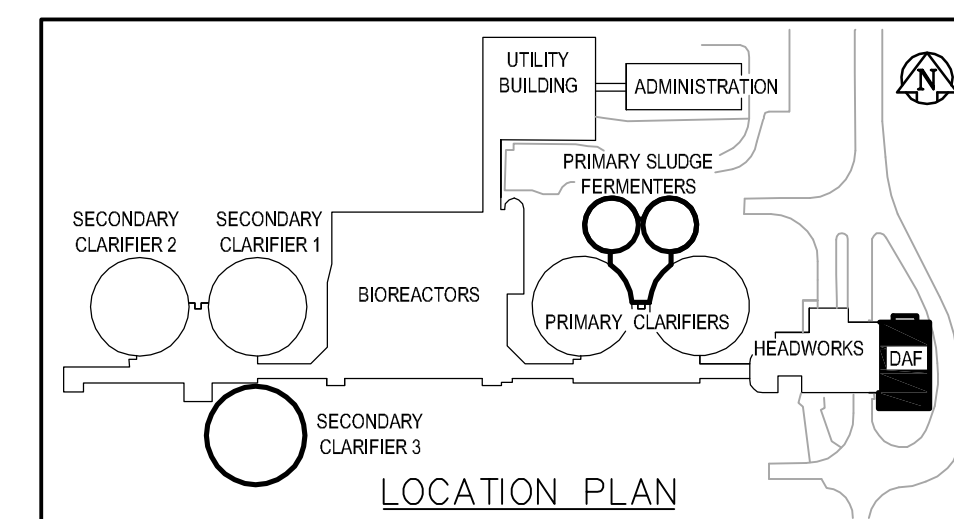 UTILITY
BUILDING
ADMINISTRATION
N
PRIMARY SLUDGE
FERMENTERS
SECONDARY
CLARIFIER 2
SECONDARY
CLARIFIER 1
BIOREACTORS
PRIMARY CLARIFIERS
HEADWORKS
DAF
SECONDARY
CLARIFIER 3
LOCATION PLAN